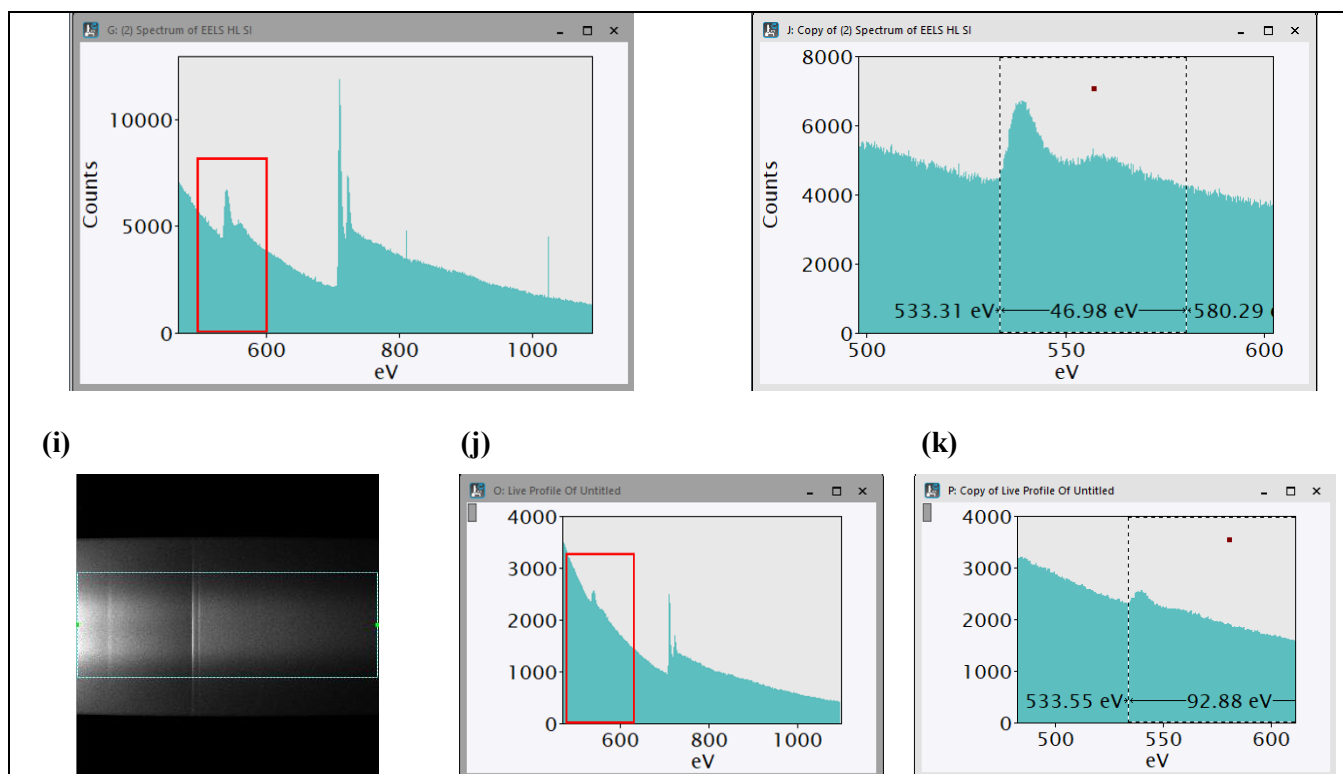 G: (2) Spectrum of EELS HL SI
10000
5000
0
Counts
600
800
1000
eV
J: Copy of (2) Spectrum of EELS HL SI
8000
6000
4000
2000
0
Counts
533.31 eV
46.98 eV
580.29 e
500
550
600
eV
(i)
(j)
(k)
O: Live Profile Of Untitled
4000
3000
2000
1000
0
600
800
1000
eV
P: Copy of Live Profile Of Untitled
4000
3000
2000
1000
0
533.55 eV
92.88 eV
500
550
600
eV